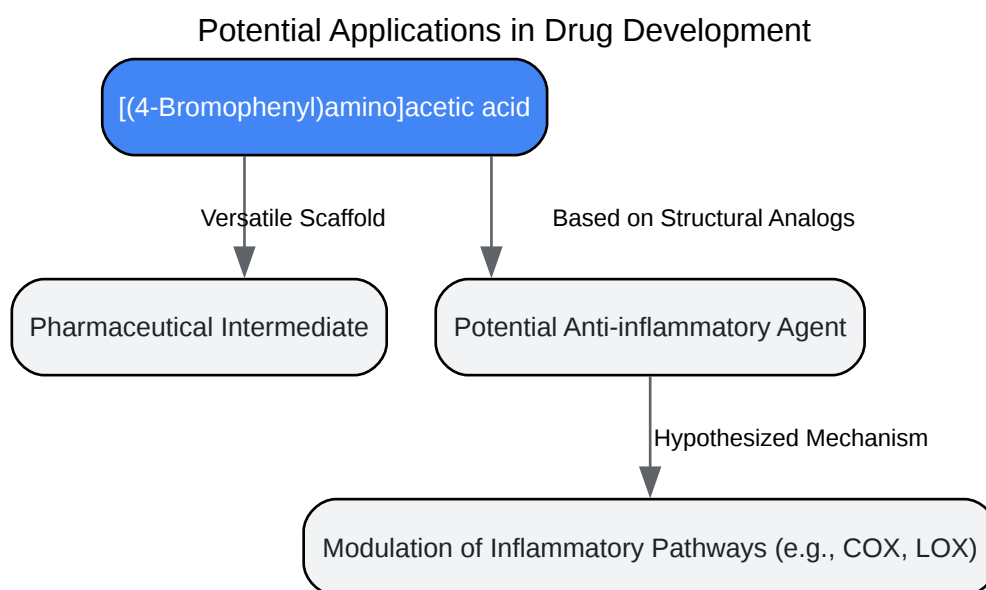 Potential Applications in Drug Development
[(4-Bromophenyl)amino]acetic acid
Versatile Scaffold
Based on Structural Analogs
Pharmaceutical Intermediate
Potential Anti-inflammatory Agent
Hypothesized Mechanism
Modulation of Inflammatory Pathways (e.g., COX, LOX)